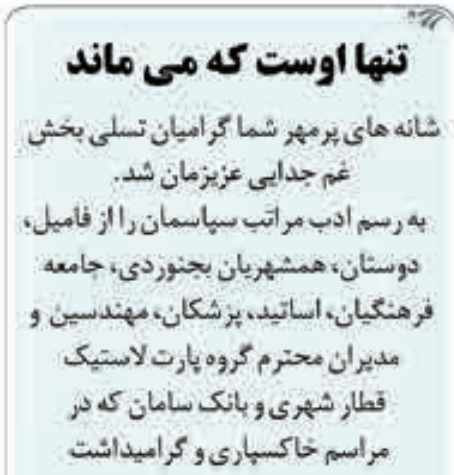 تنها اوست که می ماند
شانه های پر مهر شما گرامیان تسلی بخش
غم جدایی عزیزمان شد.
به رسم ادب مراتب سپاسمان را از فامیل،
دوستان، همشهریان بجنوردی، جامعه
فرهنگیان، اساتید، پزشکان، مهندسین و
مدیران محترم گروه پارت لاستیک
قطار شهری و بانک سامان که در
مراسم خاکسپاری و گرامیداشت